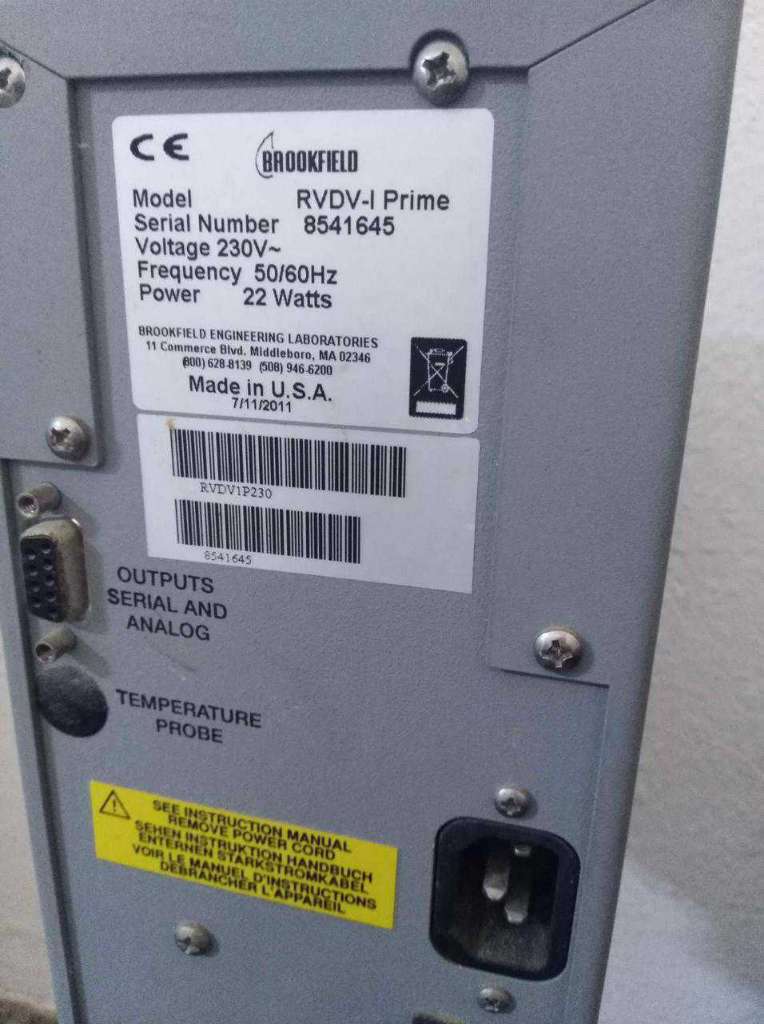 CE BROOKFIELD
Model RVDV-I Prime
Serial Number 8541645
Voltage 230V~
Frequency 50/60Hz
Power 22 Watts
BROOKFIELD ENGINEERING LABORATORIES
11 Commerce Blvd. Middleboro, MA 02346
(800) 628-8139 (508) 946-6200
Made in U.S.A.
7/11/2011
RVDV1P230
8541645
OUTPUTS
SERIAL AND
ANALOG
TEMPERATURE
PROBE
SEE INSTRUCTION MANUAL
REMOVE POWER CORD
SEHEN INSTRUKTION HANDBUCH
ENTERNEN STARKSTROMKABEL
VOIR LE MANUEL D'INSTRUCTIONS
DEBRANCHER L'APPAREIL